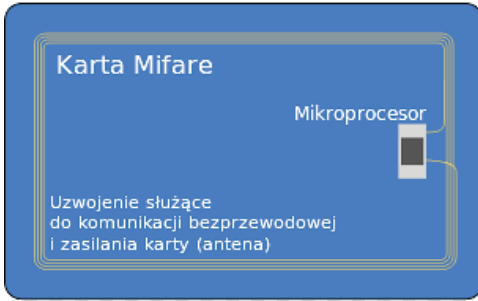 Karta Mifare
Mikroprocesor
Uzwojenie służące
do komunikacji bezprzewodowej
i zasilania karty (antena)